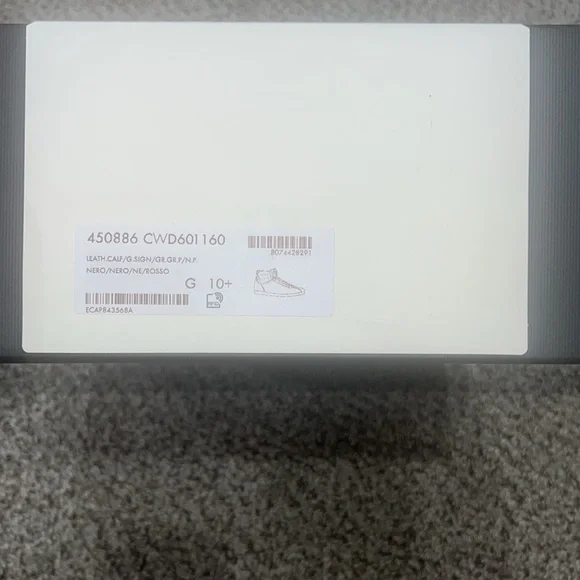 450886 CWD601160
8074428291
LEATH.CALF/G.SIGN/GR.GR.P/N.P.
NERO/NERO/NE/ROSSO
G 10+
ECAP843568A